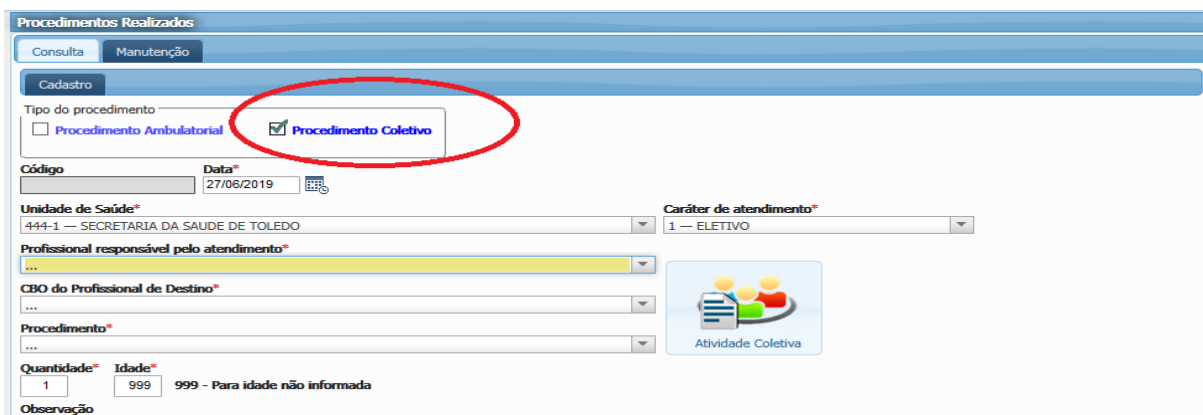 Procedimentos Realizados
Consulta Manutenção
Cadastro
Tipo do procedimento
Procedimento Ambulatorial Procedimento Coletivo
Código Data*
27/06/2019
Unidade de Saúde* Caráter de atendimento*
444-1 — SECRETARIA DA SAUDE DE TOLEDO 1 — ELETIVO
Profissional responsável pelo atendimento*
...
CBO do Profissional de Destino*
...
Procedimento*
...
Atividade Coletiva
Quantidade* Idade*
1 999 999 - Para idade não informada
Observação